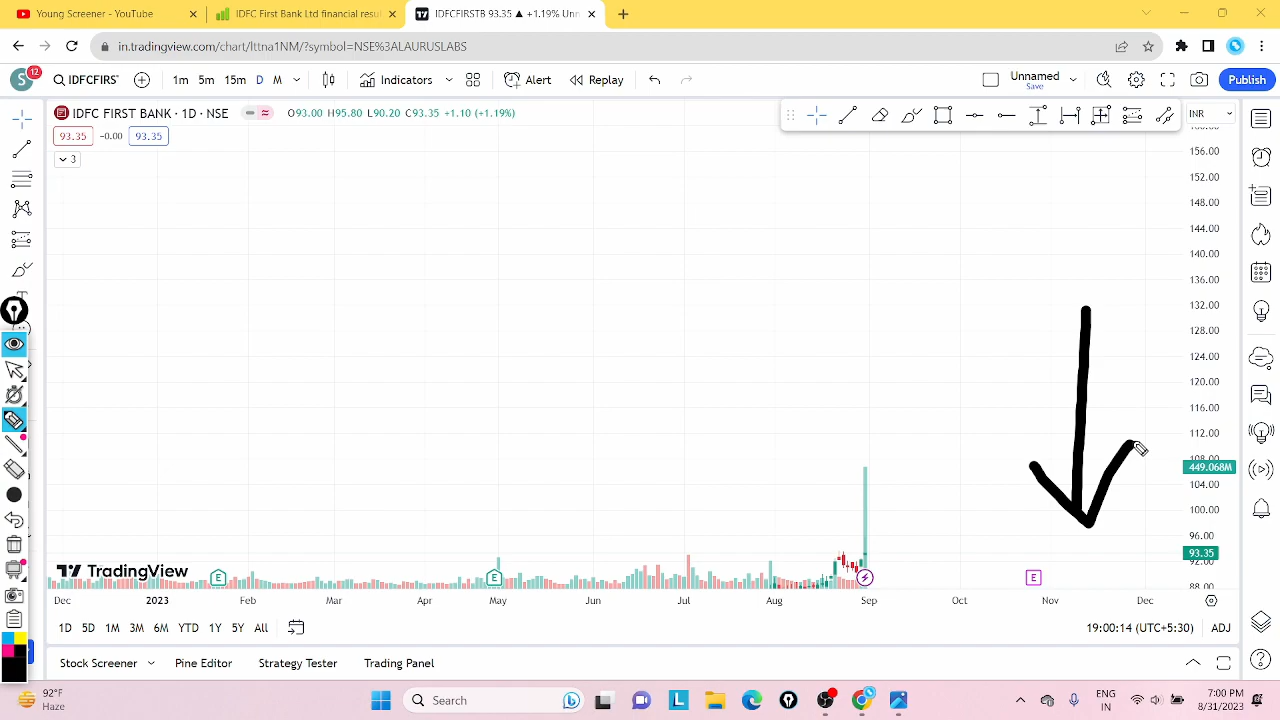 Young Screener - YouTube
IDFC First Bank Ltd financial resu
IDFCFIRSTB 93.35 ▲ +1.19% Unn
in.tradingview.com/chart/lttna1NM/?symbol=NSE%3ALAURUSLABS
S 12 IDFCFIRS 1m 5m 15m D M Indicators Alert Replay Unnamed Save Publish
IDFC FIRST BANK · 1D · NSE O93.00 H95.80 L90.20 C93.35 +1.10 (+1.19%) INR
93.35 −0.00 93.35
3
156.00
152.00
148.00
144.00
140.00
136.00
132.00
128.00
124.00
120.00
116.00
112.00
108.00
449.068M
104.00
100.00
96.00
93.35
92.00
88.00
TradingView
E E E
Dec 2023 Feb Mar Apr May Jun Jul Aug Sep Oct Nov Dec
1D 5D 1M 3M 6M YTD 1Y 5Y All 19:00:14 (UTC+5:30) ADJ
Stock Screener Pine Editor Strategy Tester Trading Panel
92°F
Haze
Search
L
ENG
IN
7:00 PM
8/31/2023